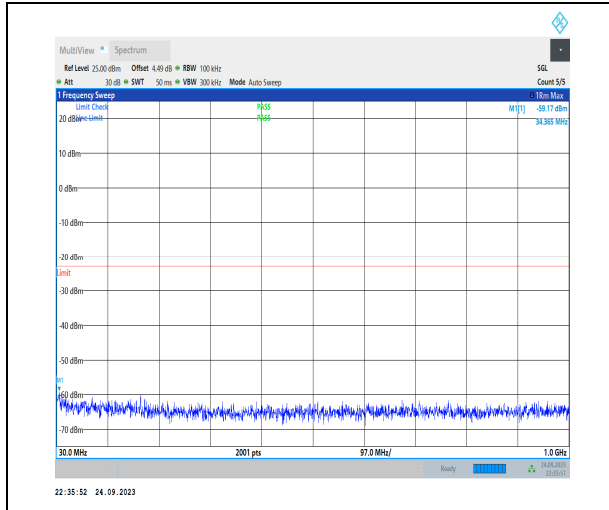 MultiView Spectrum
Ref Level 25.00 dBm Offset 4.49 dB RBW 100 kHz SGL
Att 30 dB SWT 50 ms VBW 300 kHz Mode Auto Sweep Count 5/5
1 Frequency Sweep 1Rm Max
Limit Check PASS M1[1] -59.17 dBm
Line Limit PASS 34.365 MHz
20 dBm
10 dBm
0 dBm
-10 dBm
-20 dBm
Limit
-30 dBm
-40 dBm
-50 dBm
M1
-60 dBm
-70 dBm
30.0 MHz 2001 pts 97.0 MHz/ 1.0 GHz
Ready 24.09.2023
22:35:51
22:35:52 24.09.2023